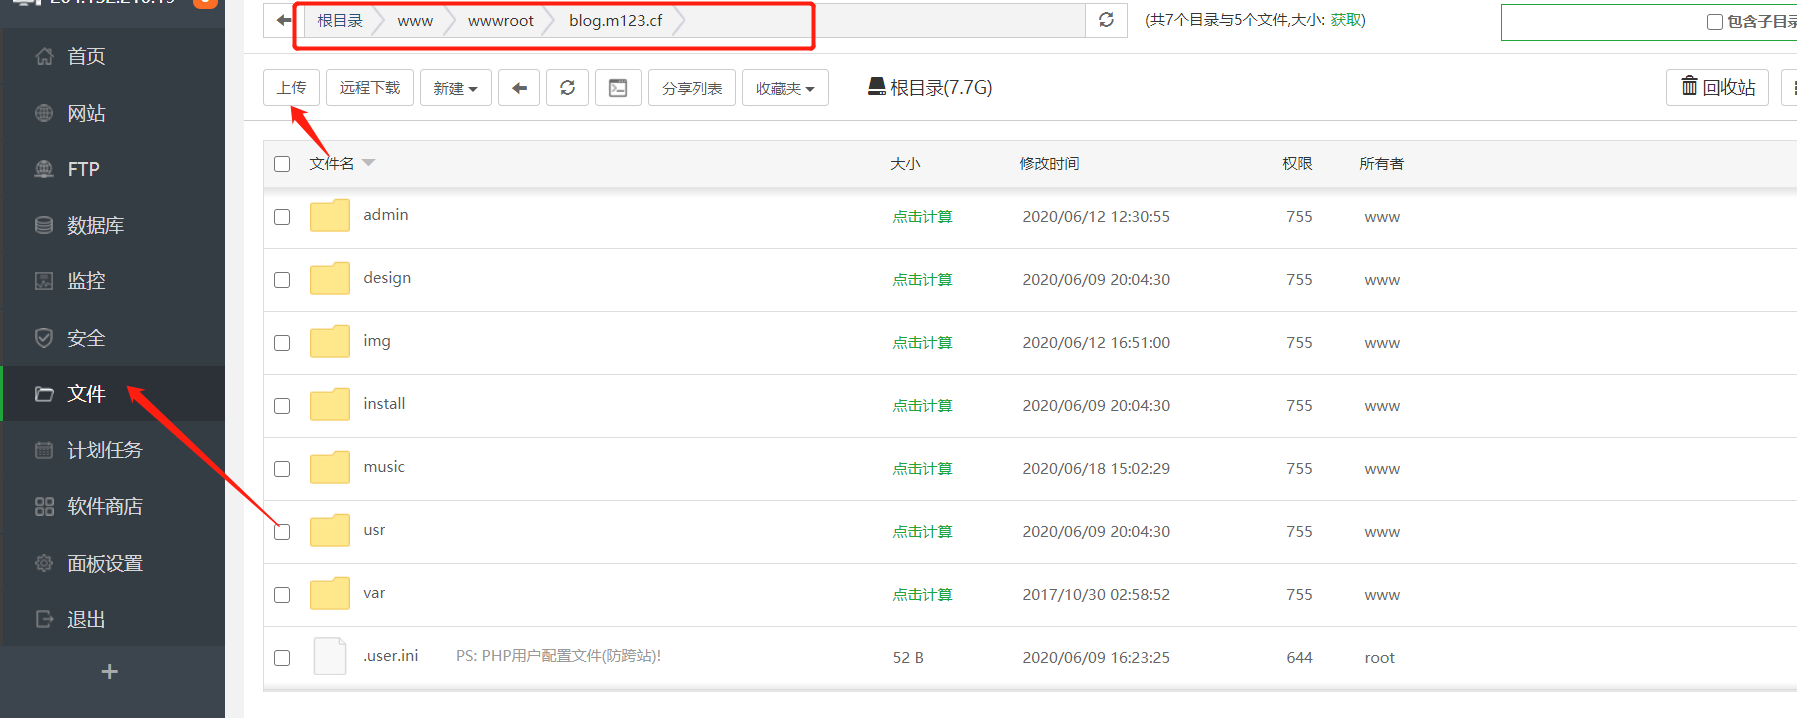 首页
网站
FTP
数据库
监控
安全
文件
计划任务
软件商店
面板设置
退出
+
根目录 www wwwroot blog.m123.cf
(共7个目录与5个文件,大小: 获取)
包含子目录
上传 远程下载 新建 分享列表 收藏夹 根目录(7.7G) 回收站
文件名 大小 修改时间 权限 所有者
admin 点击计算 2020/06/12 12:30:55 755 www
design 点击计算 2020/06/09 20:04:30 755 www
img 点击计算 2020/06/12 16:51:00 755 www
install 点击计算 2020/06/09 20:04:30 755 www
music 点击计算 2020/06/18 15:02:29 755 www
usr 点击计算 2020/06/09 20:04:30 755 www
var 点击计算 2017/10/30 02:58:52 755 www
.user.ini PS: PHP用户配置文件(防跨站)! 52 B 2020/06/09 16:23:25 644 root